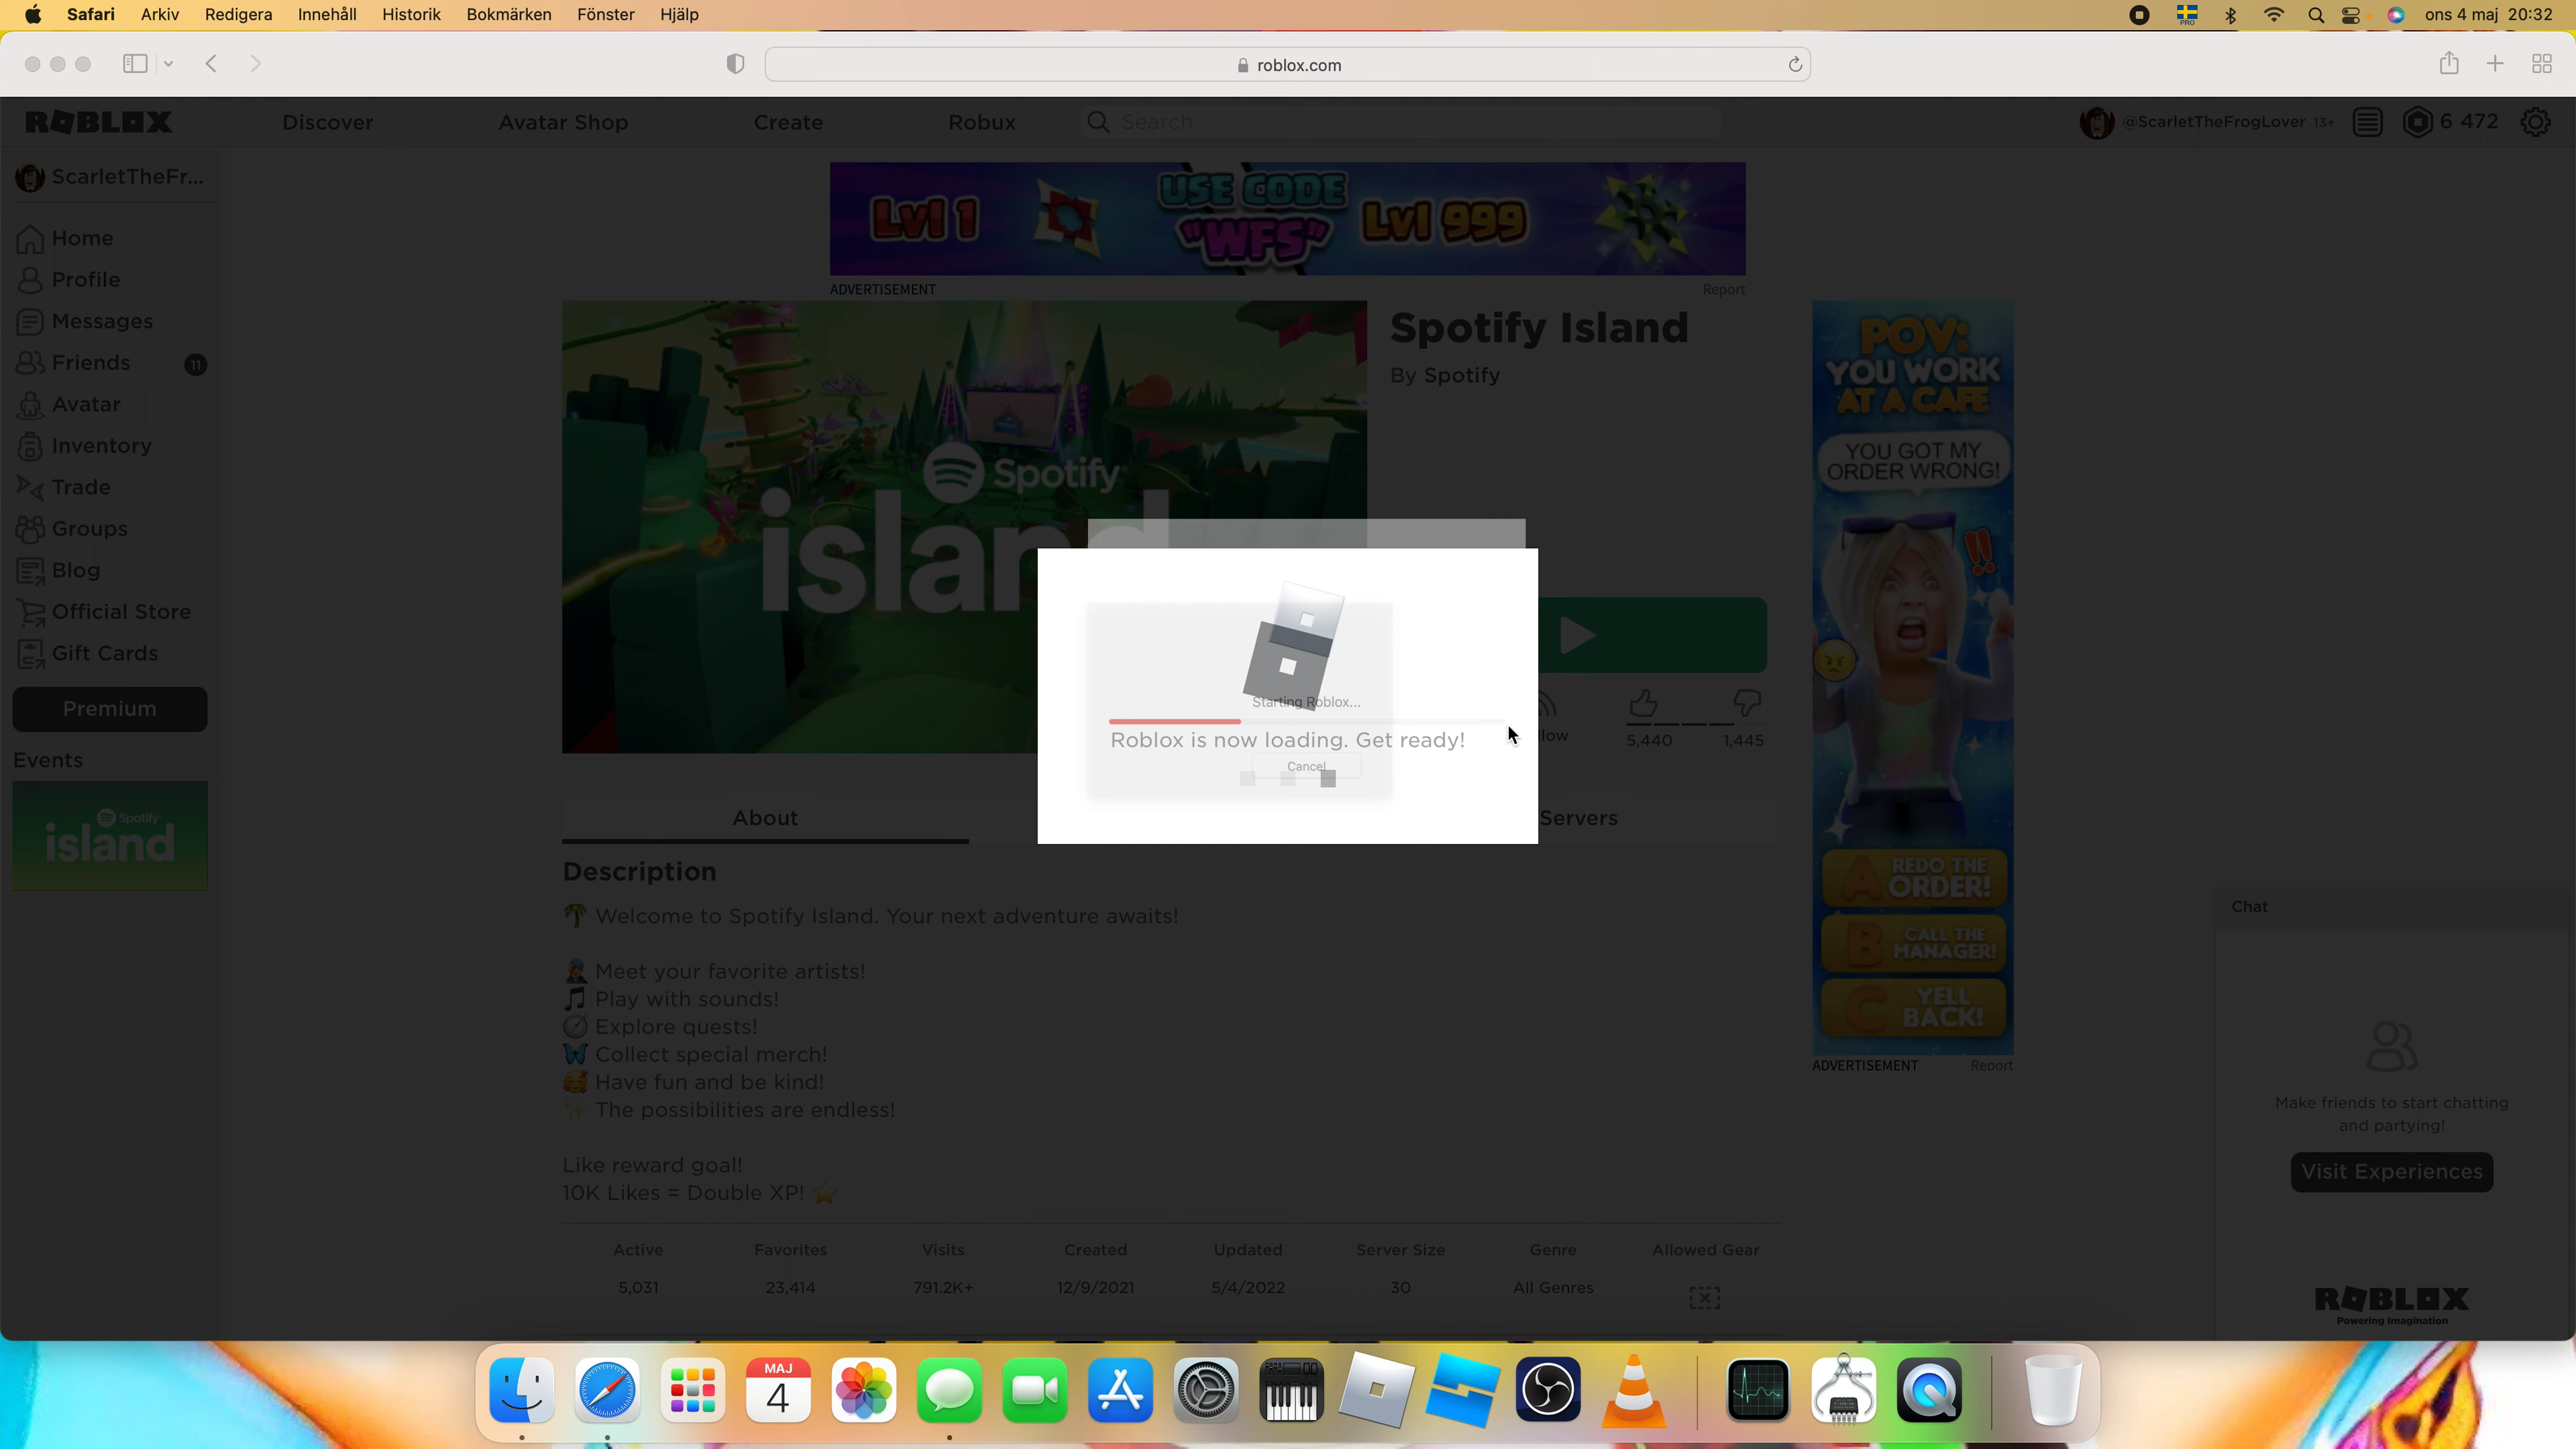 Safari Arkiv Redigera Innehåll Historik Bokmärken Fönster Hjälp PRO ons 4 maj 20:32
roblox.com
ROBLOX Discover Avatar Shop Create Robux Search @ScarletTheFrogLover 13+ 6 472
ScarletTheFr...
Home
Profile
Messages
Friends 11
Avatar
Inventory
Trade
Groups
Blog
Official Store
Gift Cards
Premium
Events
Spotify
island
Lvl 1 USE CODE "WFS" Lvl 999
ADVERTISEMENT Report
Spotify
island
Spotify Island
By Spotify
Starting Roblox...
Roblox is now loading. Get ready!
Cancel
llow
5,440 1,445
About Servers
Description
Welcome to Spotify Island. Your next adventure awaits!
Meet your favorite artists!
Play with sounds!
Explore quests!
Collect special merch!
Have fun and be kind!
The possibilities are endless!
Like reward goal!
10K Likes = Double XP!
Active Favorites Visits Created Updated Server Size Genre Allowed Gear
5,031 23,414 791.2K+ 12/9/2021 5/4/2022 30 All Genres
POV:
YOU WORK
AT A CAFE
YOU GOT MY
ORDER WRONG!
!!
A REDO THE
ORDER!
B CALL THE
MANAGER!
C YELL
BACK!
ADVERTISEMENT Report
Chat
Make friends to start chatting
and partying!
Visit Experiences
ROBLOX
Powering Imagination
MAJ
4